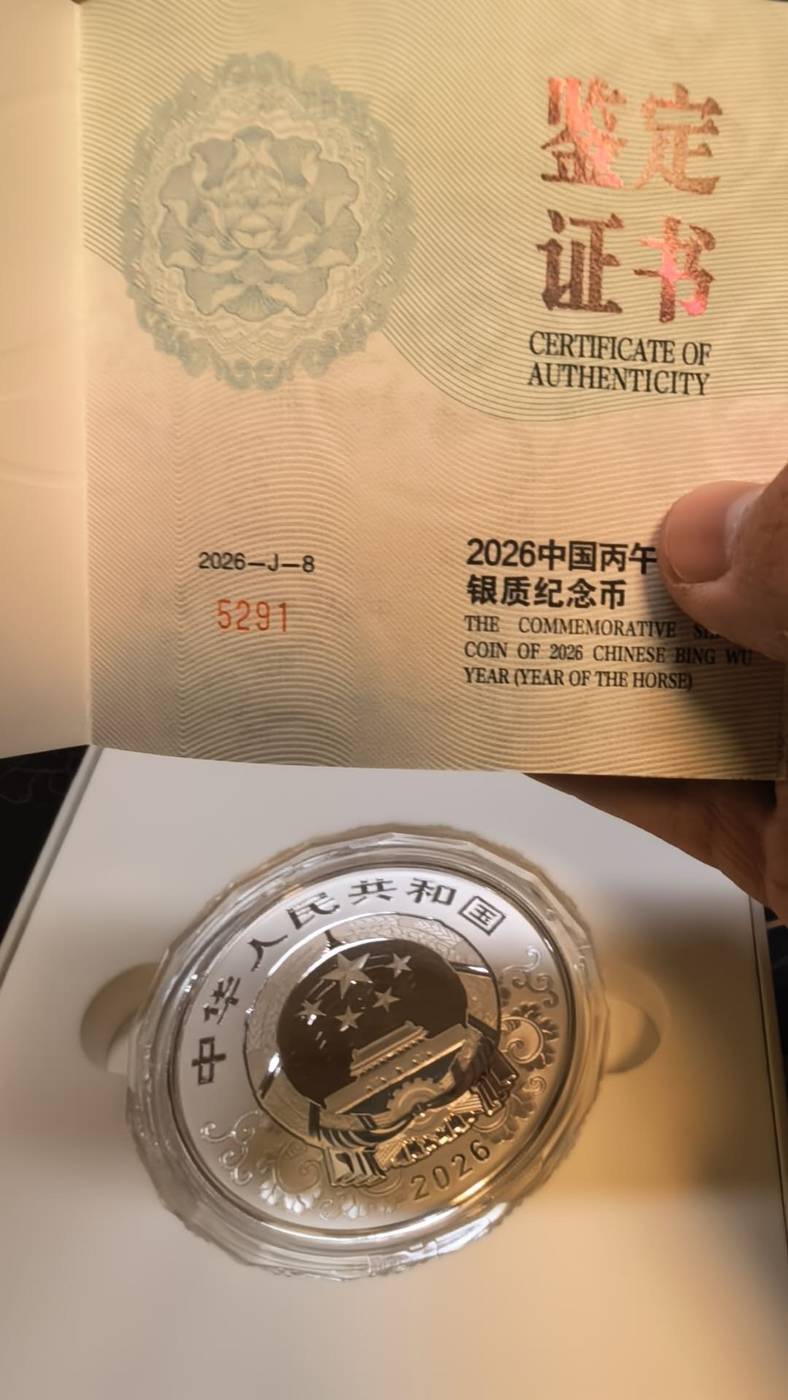 鉴定
证书
CERTIFICATE OF
AUTHENTICITY
2026—J—8
5291
2026中国丙午
银质纪念币
THE COMMEMORATIVE
COIN OF 2026 CHINESE BING WU
YEAR (YEAR OF THE HORSE)
中华人民共和国
2026